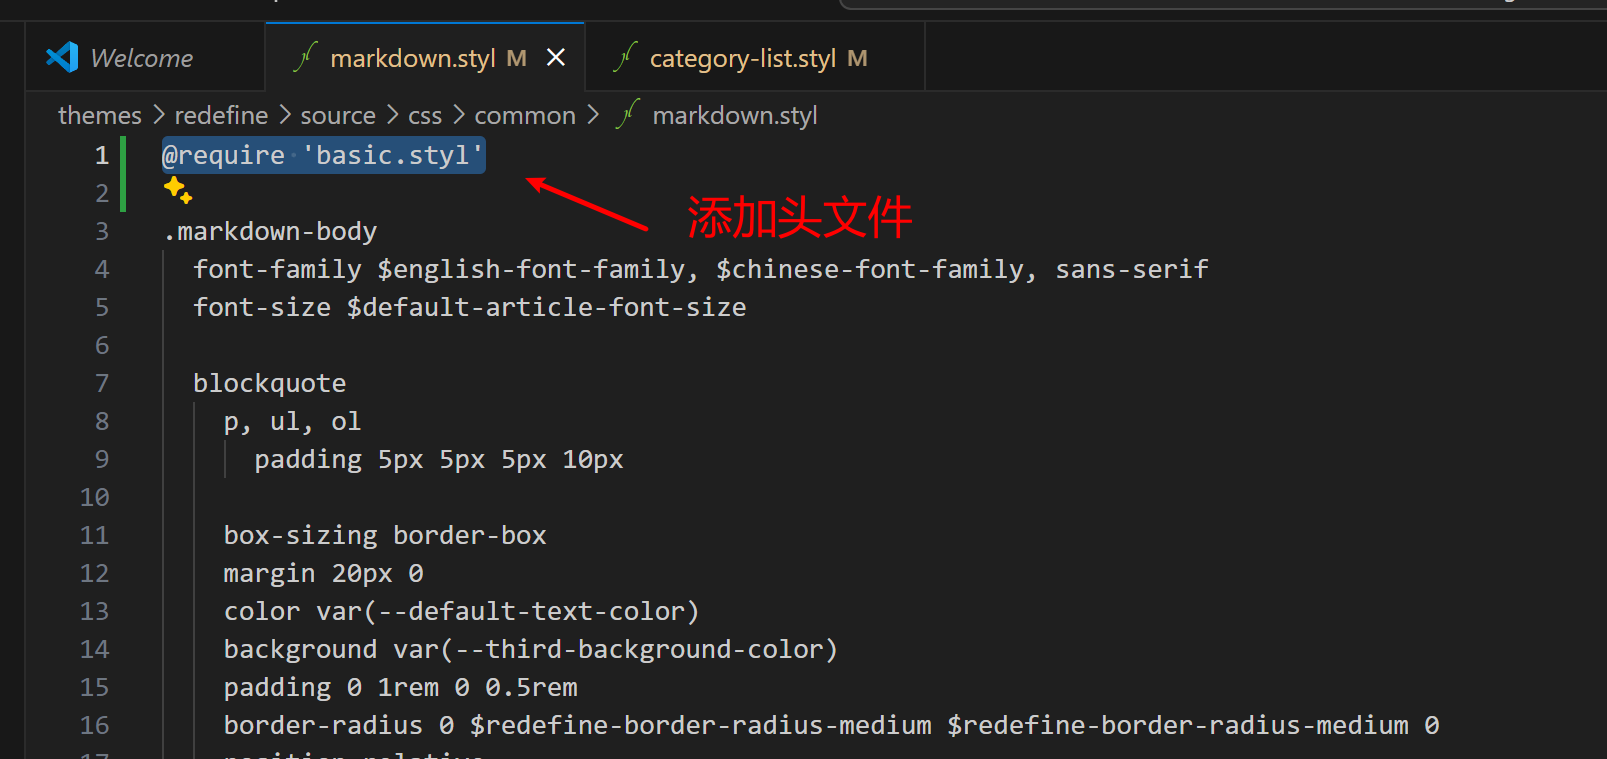 Welcome
markdown.styl M
category-list.styl M
themes > redefine > source > css > common > markdown.styl
1 @require 'basic.styl'
2
添加头文件
3 .markdown-body
4 font-family $english-font-family, $chinese-font-family, sans-serif
5 font-size $default-article-font-size
6
7 blockquote
8 p, ul, ol
9 padding 5px 5px 5px 10px
10
11 box-sizing border-box
12 margin 20px 0
13 color var(--default-text-color)
14 background var(--third-background-color)
15 padding 0 1rem 0 0.5rem
16 border-radius 0 $redefine-border-radius-medium $redefine-border-radius-medium 0